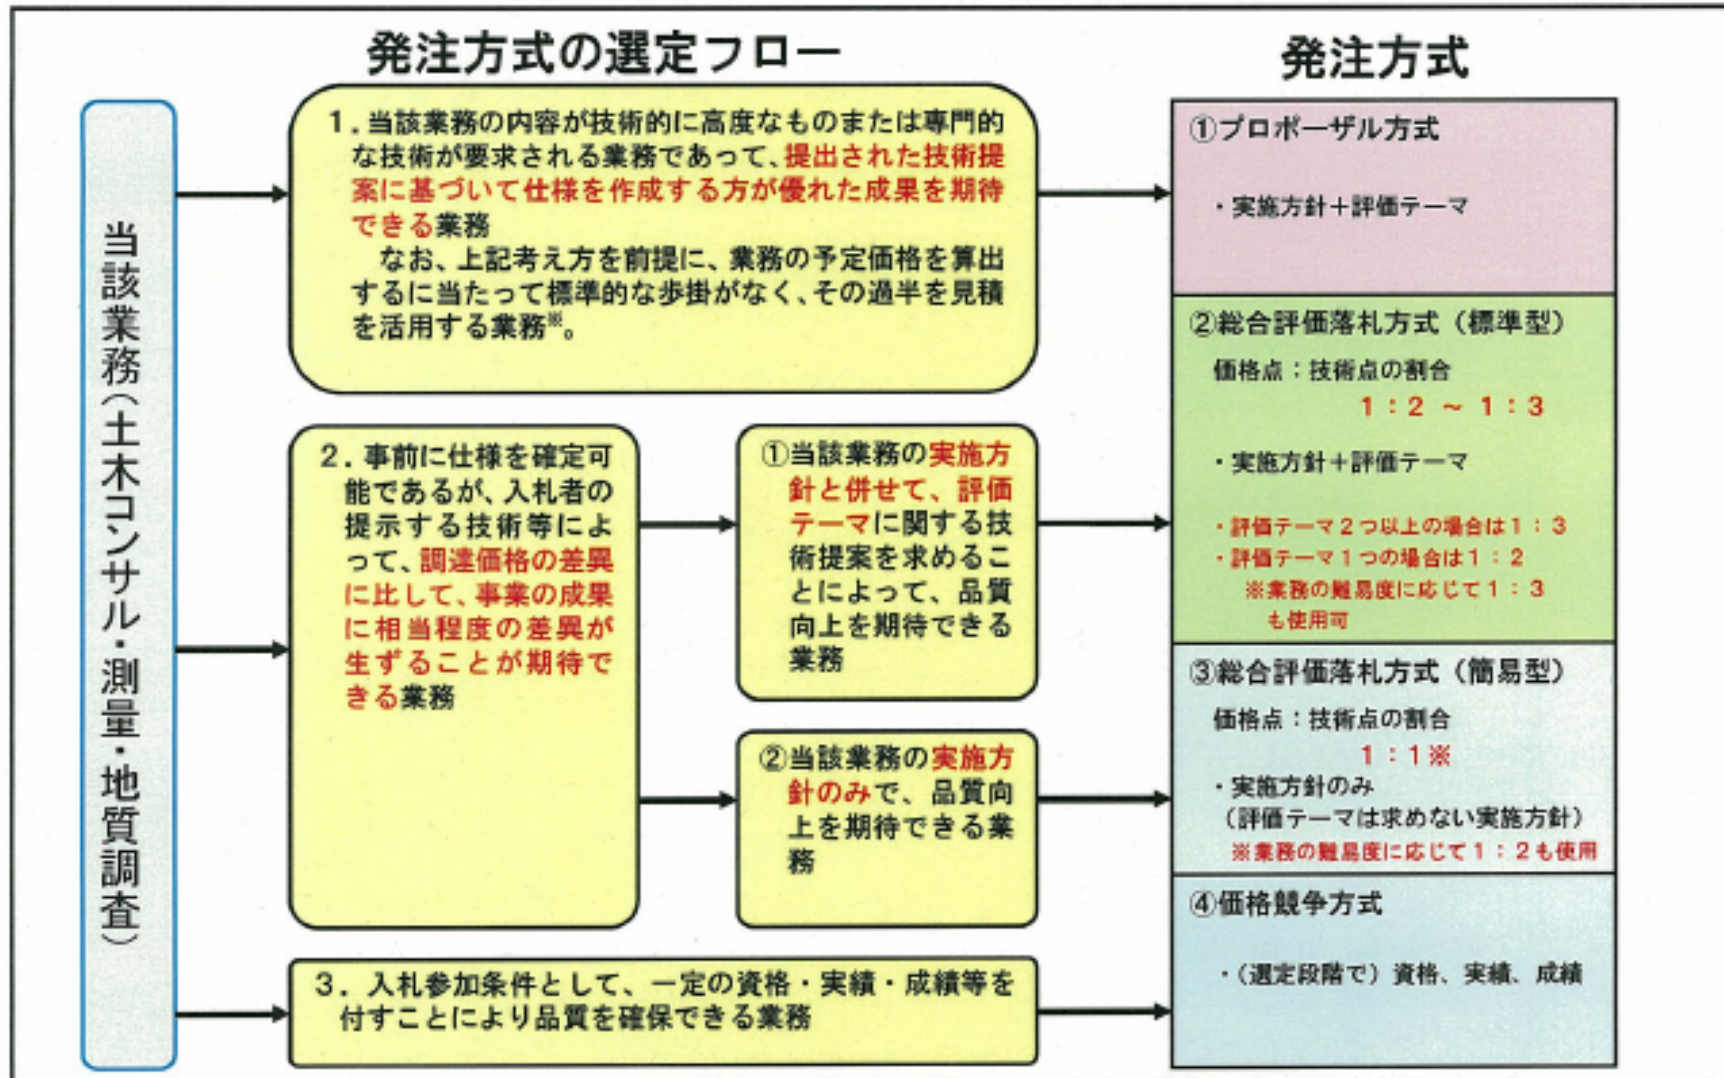 発注方式の選定フロー
発注方式
当該業務（土木コンサル・測量・地質調査）
1．当該業務の内容が技術的に高度なものまたは専門的
な技術が要求される業務であって、提出された技術提
案に基づいて仕様を作成する方が優れた成果を期待
できる業務
なお、上記考え方を前提に、業務の予定価格を算出
するに当たって標準的な歩掛がなく、その過半を見積
を活用する業務※。
2．事前に仕様を確定可
能であるが、入札者の
提示する技術等によ
って、調達価格の差異
に比して、事業の成果
に相当程度の差異が
生ずることが期待で
きる業務
①当該業務の実施方
針と併せて、評価
テーマに関する技
術提案を求めるこ
とによって、品質
向上を期待できる
業務
②当該業務の実施方
針のみで、品質向
上を期待できる業
務
3．入札参加条件として、一定の資格・実績・成績等を
付すことにより品質を確保できる業務
①プロポーザル方式
・実施方針＋評価テーマ
②総合評価落札方式（標準型）
価格点：技術点の割合
1：2 ～ 1：3
・実施方針＋評価テーマ
・評価テーマ2つ以上の場合は1：3
・評価テーマ1つの場合は1：2
※業務の難易度に応じて1：3
も使用可
③総合評価落札方式（簡易型）
価格点：技術点の割合
1：1※
・実施方針のみ
（評価テーマは求めない実施方針）
※業務の難易度に応じて1：2も使用
④価格競争方式
・（選定段階で）資格、実績、成績